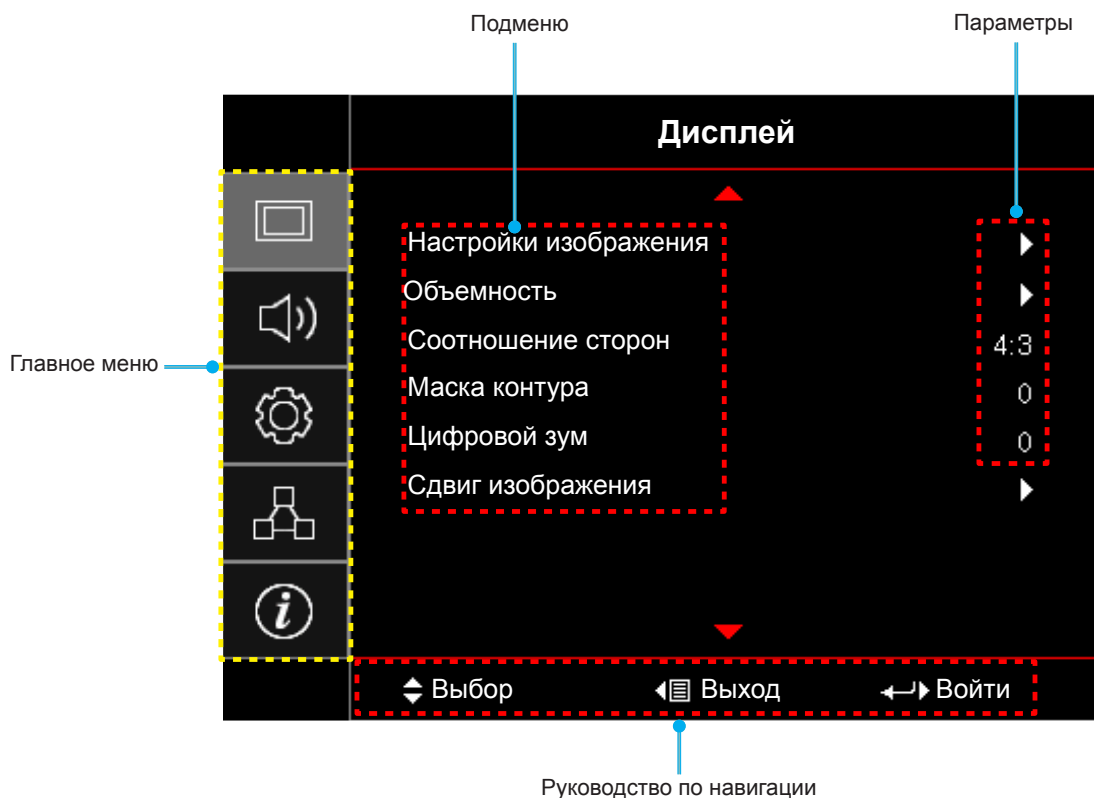 Подменю
Параметры
Дисплей
Настройки изображения
Объемность
Соотношение сторон 4:3
Маска контура 0
Цифровой зум 0
Сдвиг изображения
Главное меню
Выбор Выход Войти
Руководство по навигации